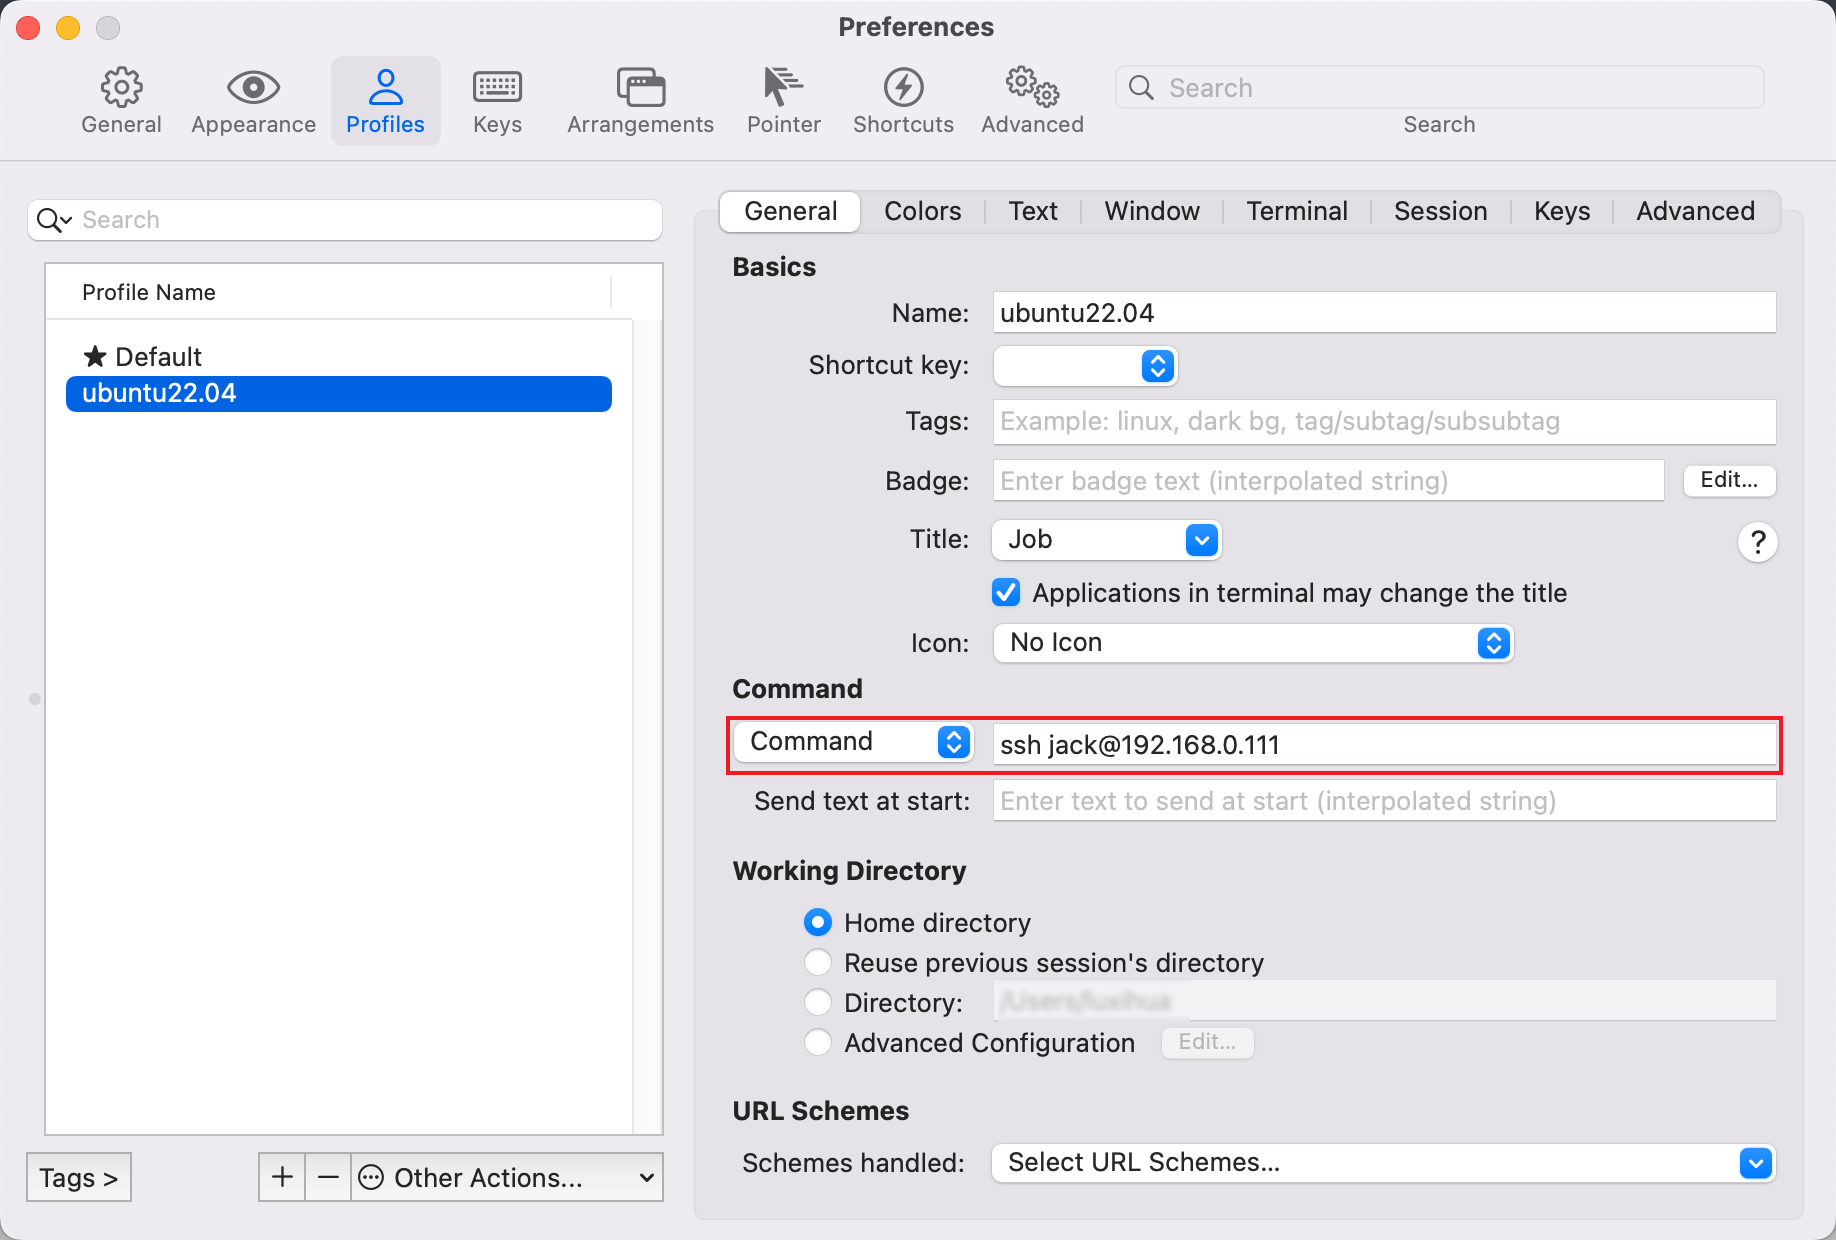 Preferences
General Appearance Profiles Keys Arrangements Pointer Shortcuts Advanced Search
Search
Search
General Colors Text Window Terminal Session Keys Advanced
Profile Name
★ Default
ubuntu22.04
Tags >
+ − Other Actions...
Basics
Name: ubuntu22.04
Shortcut key:
Tags: Example: linux, dark bg, tag/subtag/subsubtag
Badge: Enter badge text (interpolated string) Edit...
Title: Job ?
Applications in terminal may change the title
Icon: No Icon
Command
Command ssh jack@192.168.0.111
Send text at start: Enter text to send at start (interpolated string)
Working Directory
Home directory
Reuse previous session's directory
Directory:
Advanced Configuration Edit...
URL Schemes
Schemes handled: Select URL Schemes...